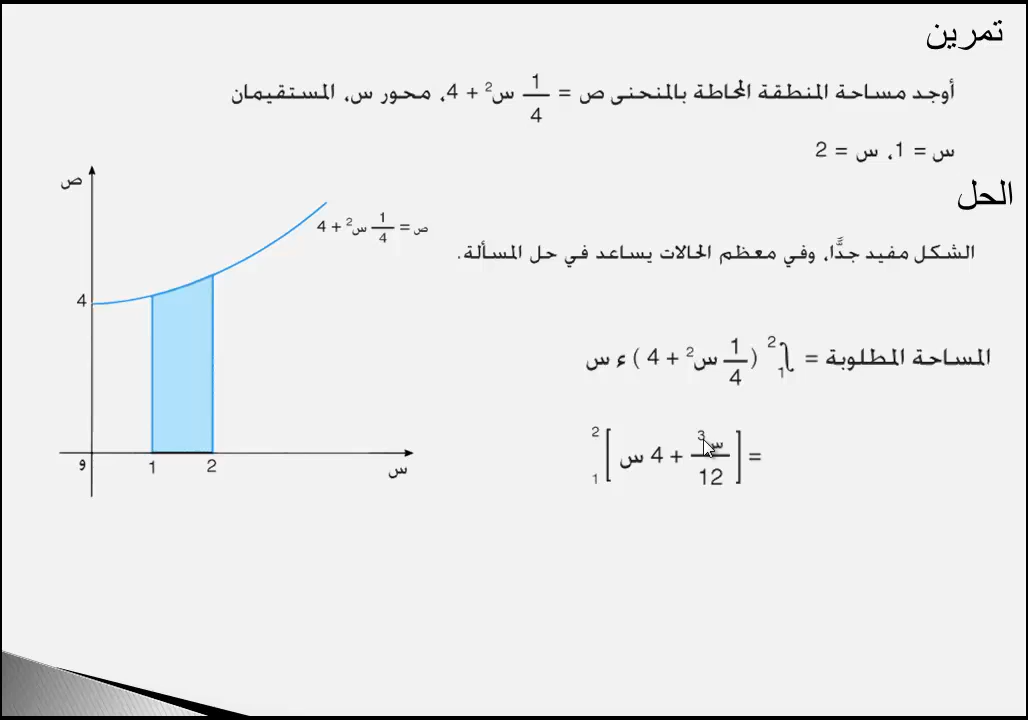 تمرين
أوجد مساحة المنطقة المحاطة بالمنحنى ص = 1/4 س² + 4، محور س، المستقيمان
س = 1، س = 2
الحل
الشكل مفيد جدًّا، وفي معظم الحالات يساعد في حل المسألة.
المساحة المطلوبة = ∫₁² (1/4 س² + 4) ء س
= [س³/12 + 4 س]₁²
ص
ص = 1/4 س² + 4
4
و 1 2 س